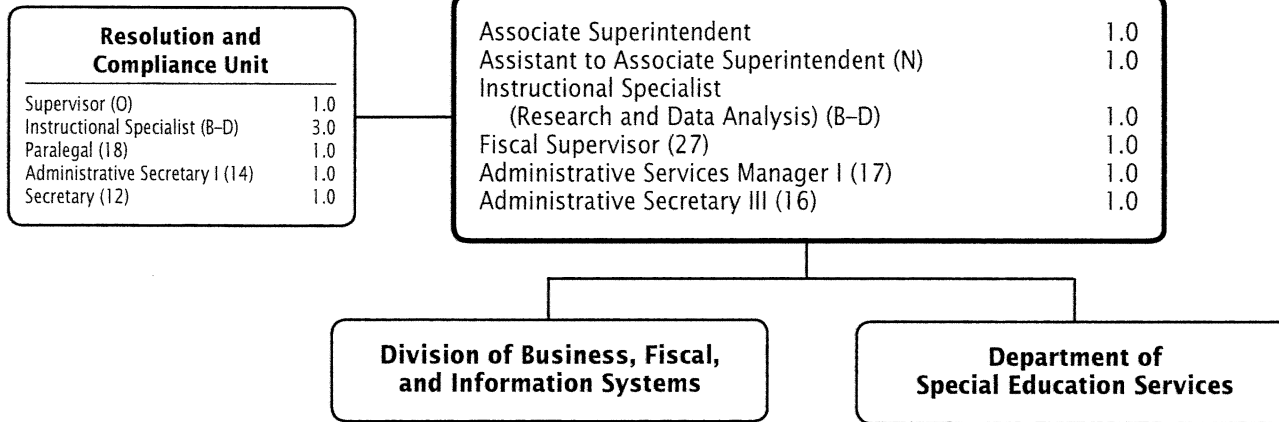 Resolution and
Compliance Unit
Supervisor (O) 1.0
Instructional Specialist (B–D) 3.0
Paralegal (18) 1.0
Administrative Secretary I (14) 1.0
Secretary (12) 1.0
Associate Superintendent 1.0
Assistant to Associate Superintendent (N) 1.0
Instructional Specialist
(Research and Data Analysis) (B–D) 1.0
Fiscal Supervisor (27) 1.0
Administrative Services Manager I (17) 1.0
Administrative Secretary III (16) 1.0
Division of Business, Fiscal,
and Information Systems
Department of
Special Education Services